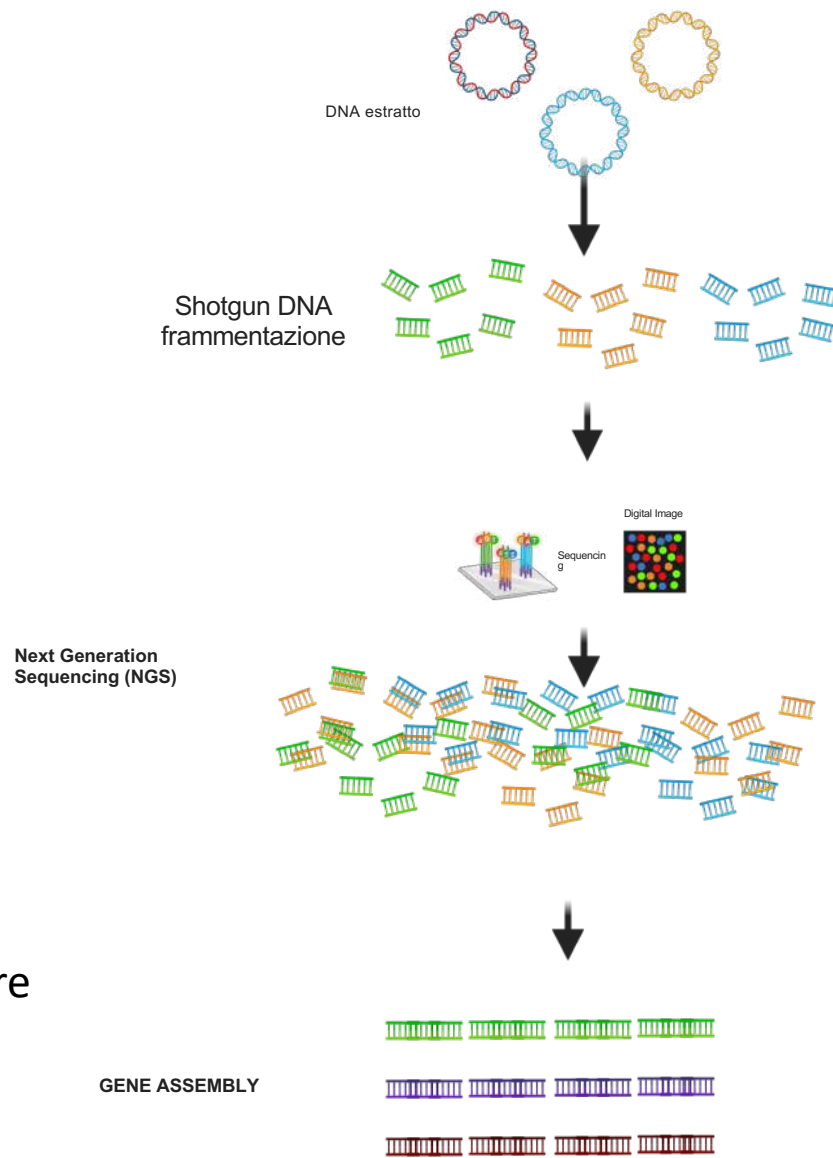 DNA estratto
Shotgun DNA
frammentazione
Digital Image
Sequencin
g
Next Generation
Sequencing (NGS)
re
GENE ASSEMBLY